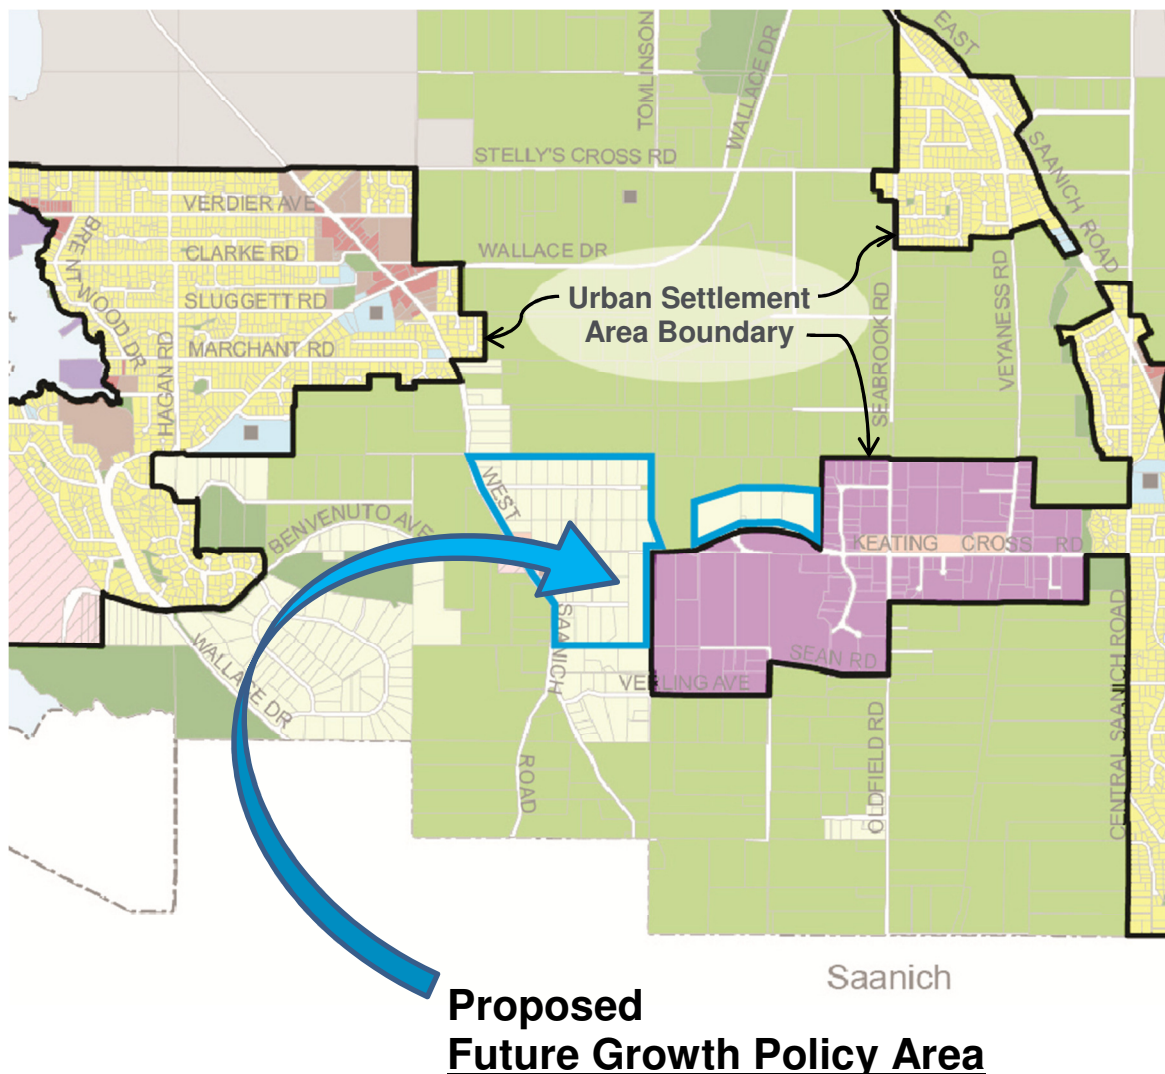 EAST
TOMLINSON
WALLACE DR
SAANICH ROAD
STELLY'S CROSS RD
VERDIER AVE
BRENTWOOD DR
CLARKE RD
WALLACE DR
SLUGGETT RD
Urban Settlement
Area Boundary
SEABROOK RD
VEYANESS RD
MARCHANT RD
HAGAN RD
WEST
BENVENUTO AVE
KEATING CROSS RD
SAANICH
WALLACE DR
SEAN RD
VERLING AVE
CENTRAL SAANICH ROAD
OLDFIELD RD
ROAD
Saanich
Proposed
Future Growth Policy Area